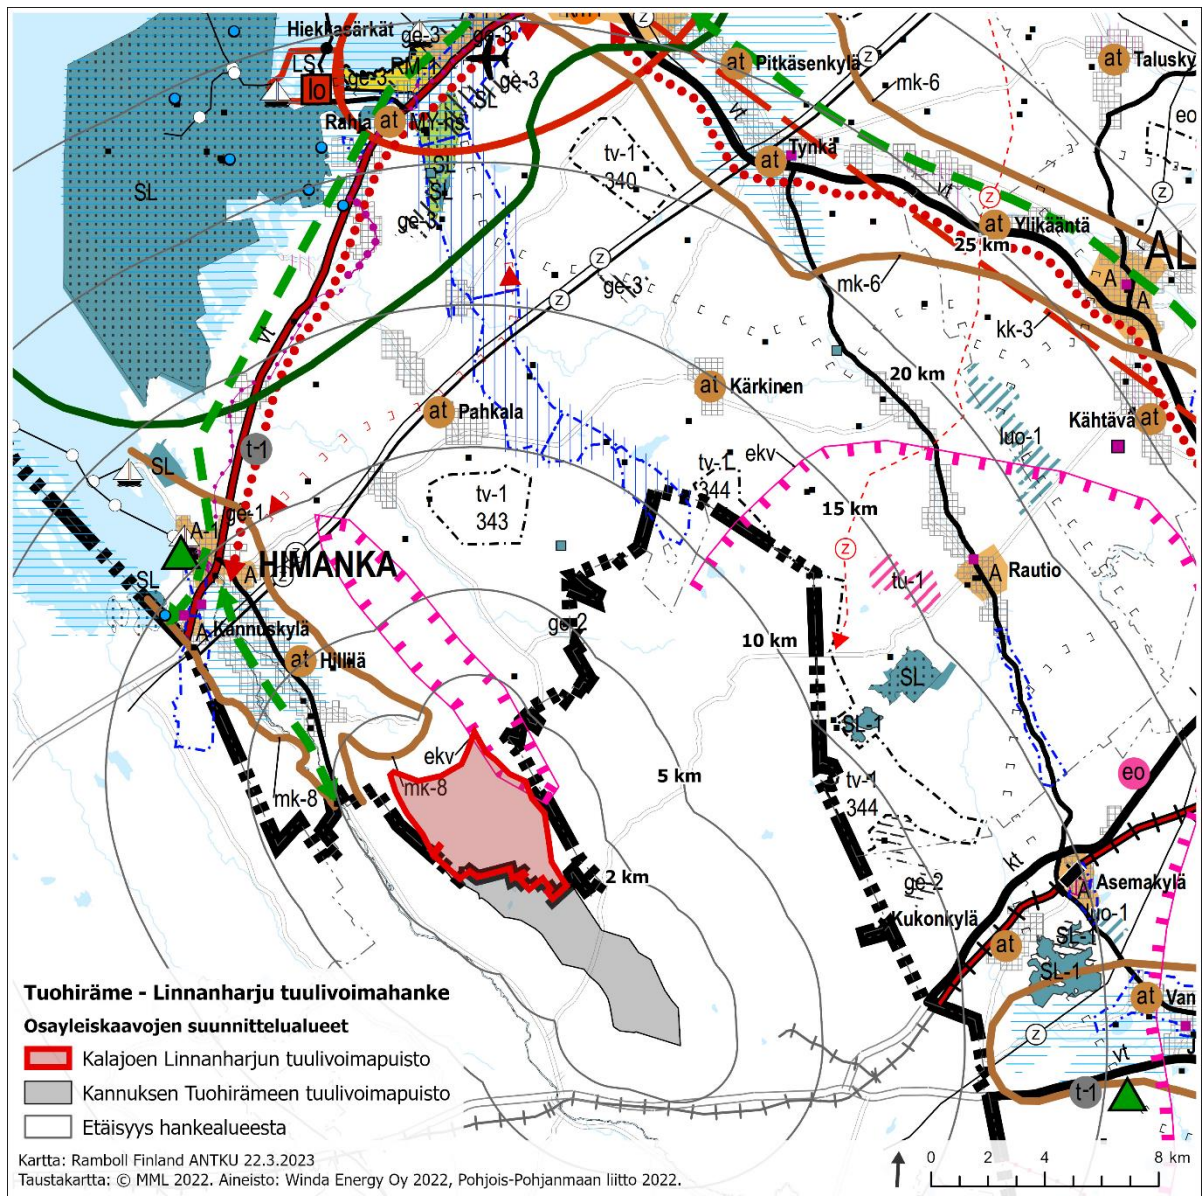 Hiekkasärkät
ge-3
ge-3
z
at
Pitkäsenkylä
at
Talusky
LS
RM-1
ge-3
ge-3
mk-6
lo
SL
eo
Rahja
at
MY-hs
vt
Tynkä
at
tv-1
340
z
SL
SL
SL
vt
z
ge-3
at
Ylikääntä
25 km
AL
z
ge-3
mk-6
A
A
vt
z
kk-3
20 km
at
Kärkinen
at
Pahkala
Kähtävä
at
luo-1
t-1
ekv
SL
tv-1
344
tv-1
343
15 km
ge-1
A-1
z
z
HIMANKA
A
tu-1
A
Rautio
SL
ge-2
Kannuskylä
A
10 km
at
Hillilä
SL
SL-1
ekv
5 km
eo
mk-8
mk-8
tv-1
344
kt
2 km
ge-2
Asemakylä
A
luo-1
Kukonkylä
at
SL-1
SL-1
at
Van
z
J
vt
t-1
Tuohiräme - Linnanharju tuulivoimahanke
Osayleiskaavojen suunnittelualueet
Kalajoen Linnanharjun tuulivoimapuisto
Kannuksen Tuohirämeen tuulivoimapuisto
Etäisyys hankealueesta
Kartta: Ramboll Finland ANTKU 22.3.2023
Taustakartta: © MML 2022. Aineisto: Winda Energy Oy 2022, Pohjois-Pohjanmaan liitto 2022.
0 2 4 8 km